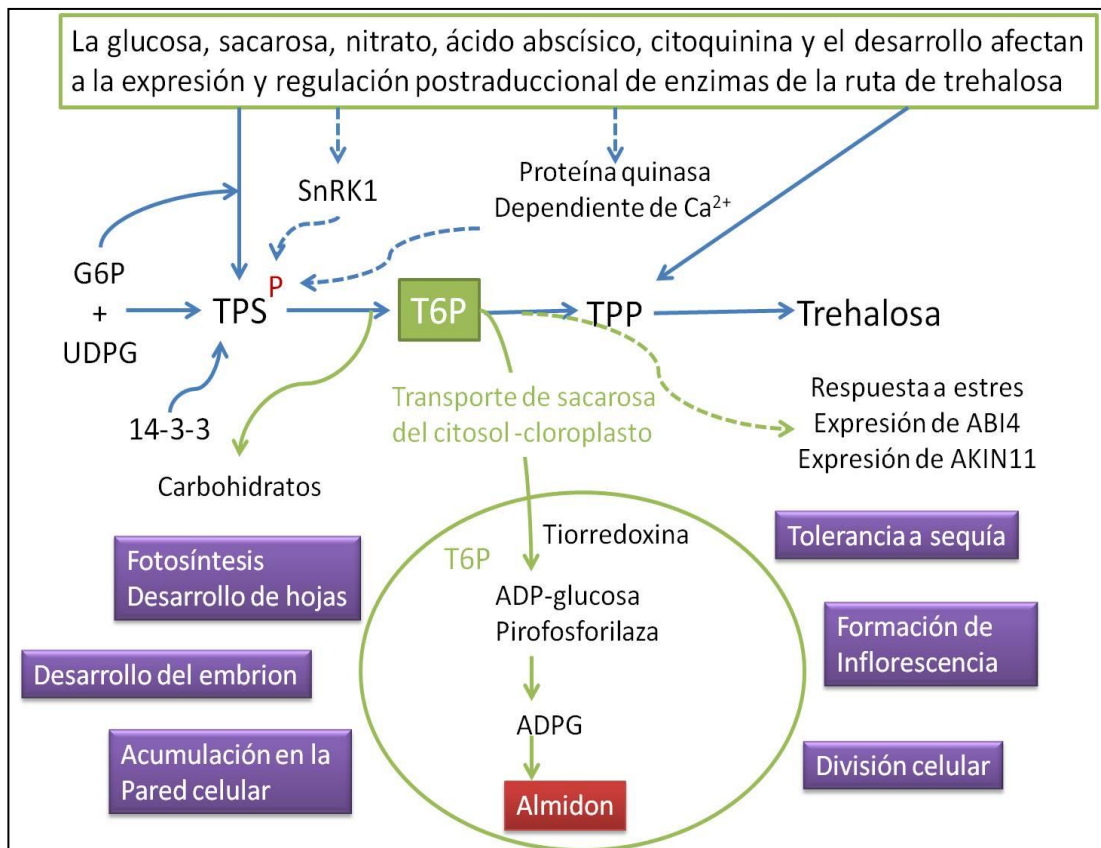 La glucosa, sacarosa, nitrato, ácido abscísico, citoquinina y el desarrollo afectan
a la expresión y regulación postraduccional de enzimas de la ruta de trehalosa
SnRK1
Proteína quinasa
Dependiente de Ca²⁺
G6P
+
UDPG
TPS
P
T6P
TPP
Trehalosa
14-3-3
Carbohidratos
Transporte de sacarosa
del citosol -cloroplasto
Respuesta a estres
Expresión de ABI4
Expresión de AKIN11
Tiorredoxina
T6P
ADP-glucosa
Pirofosforilaza
ADPG
Almidon
Fotosíntesis
Desarrollo de hojas
Desarrollo del embrion
Acumulación en la
Pared celular
Tolerancia a sequía
Formación de
Inflorescencia
División celular